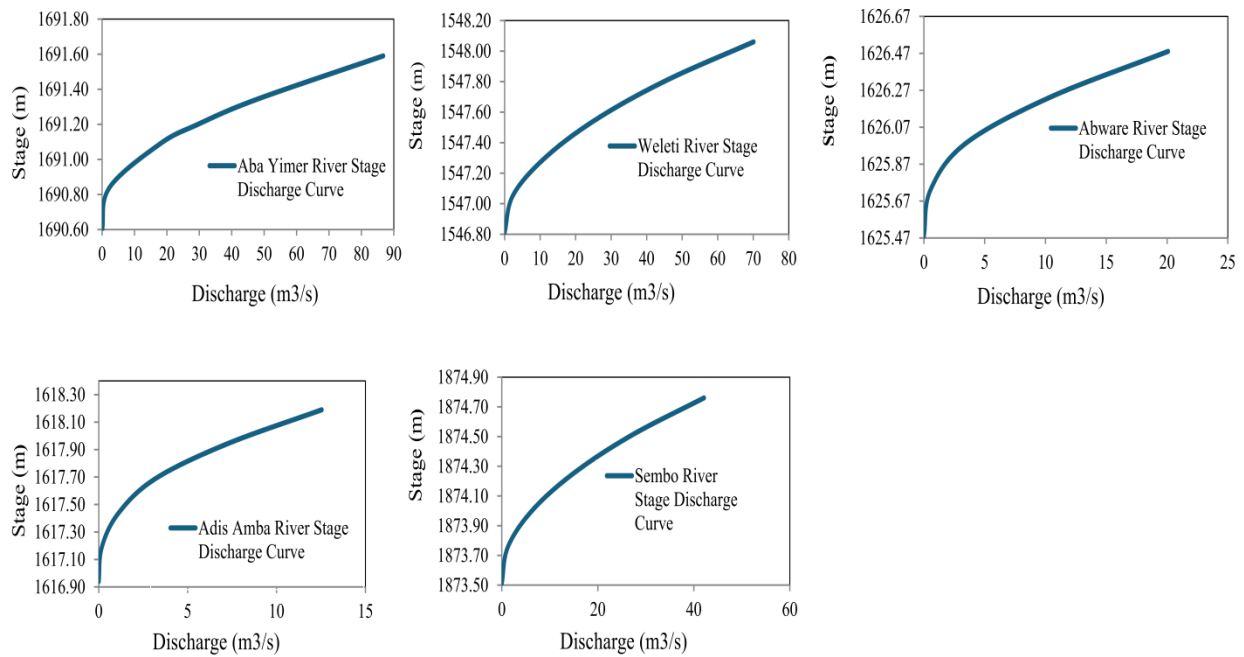 1691.80
1691.60
1691.40
1691.20
1691.00
1690.80
1690.60
Stage (m)
0 10 20 30 40 50 60 70 80 90
Discharge (m3/s)
Aba Yimer River Stage
Discharge Curve
1548.20
1548.00
1547.80
1547.60
1547.40
1547.20
1547.00
1546.80
Stage (m)
0 10 20 30 40 50 60 70 80
Discharge (m3/s)
Weleti River Stage
Discharge Curve
1626.67
1626.47
1626.27
1626.07
1625.87
1625.67
1625.47
Stage (m)
0 5 10 15 20 25
Discharge (m3/s)
Abware River Stage
Discharge Curve
1618.30
1618.10
1617.90
1617.70
1617.50
1617.30
1617.10
1616.90
Stage (m)
0 5 10 15
Discharge (m3/s)
Adis Amba River Stage
Discharge Curve
1874.90
1874.70
1874.50
1874.30
1874.10
1873.90
1873.70
1873.50
Stage (m)
0 20 40 60
Discharge (m3/s)
Sembo River
Stage Discharge
Curve